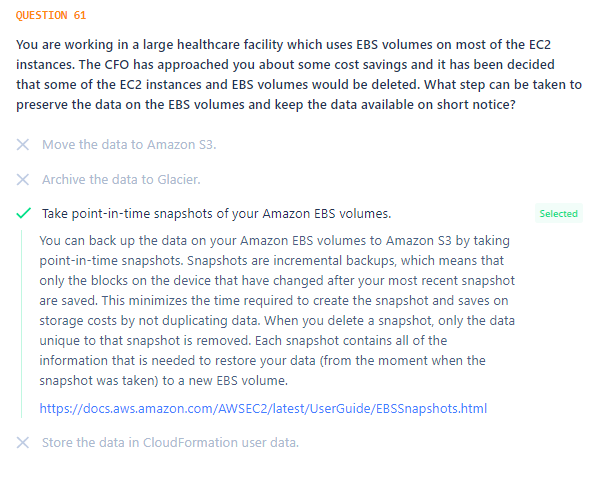 QUESTION 61
You are working in a large healthcare facility which uses EBS volumes on most of the EC2
instances. The CFO has approached you about some cost savings and it has been decided
that some of the EC2 instances and EBS volumes would be deleted. What step can be taken to
preserve the data on the EBS volumes and keep the data available on short notice?
Move the data to Amazon S3.
Archive the data to Glacier.
Take point-in-time snapshots of your Amazon EBS volumes.
Selected
You can back up the data on your Amazon EBS volumes to Amazon S3 by taking
point-in-time snapshots. Snapshots are incremental backups, which means that
only the blocks on the device that have changed after your most recent snapshot
are saved. This minimizes the time required to create the snapshot and saves on
storage costs by not duplicating data. When you delete a snapshot, only the data
unique to that snapshot is removed. Each snapshot contains all of the
information that is needed to restore your data (from the moment when the
snapshot was taken) to a new EBS volume.
https://docs.aws.amazon.com/AWSEC2/latest/UserGuide/EBSSnapshots.html
Store the data in CloudFormation user data.